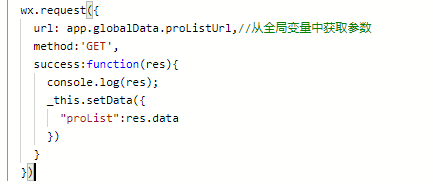 wx.request({
url: app.globalData.proListUrl,//从全局变量中获取参数
method:'GET',
success:function(res){
console.log(res);
_this.setData({
"proList":res.data
})
}
})